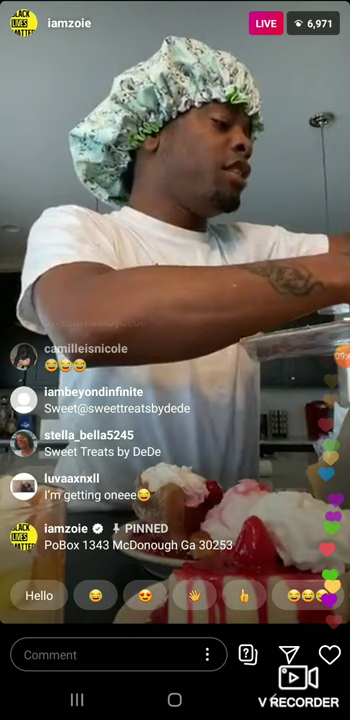 BLACK
LIVES
MATTER
iamzoie
LIVE
6,971
camilleisnicole
iambeyondinfinite
Sweet@sweettreatsbydede
stella_bella5245
Sweet Treats by DeDe
luvaaxnxll
I'm getting oneee😂
iamzoie PINNED
PoBox 1343 McDonough Ga 30253
Hello
Comment
V RECORDER